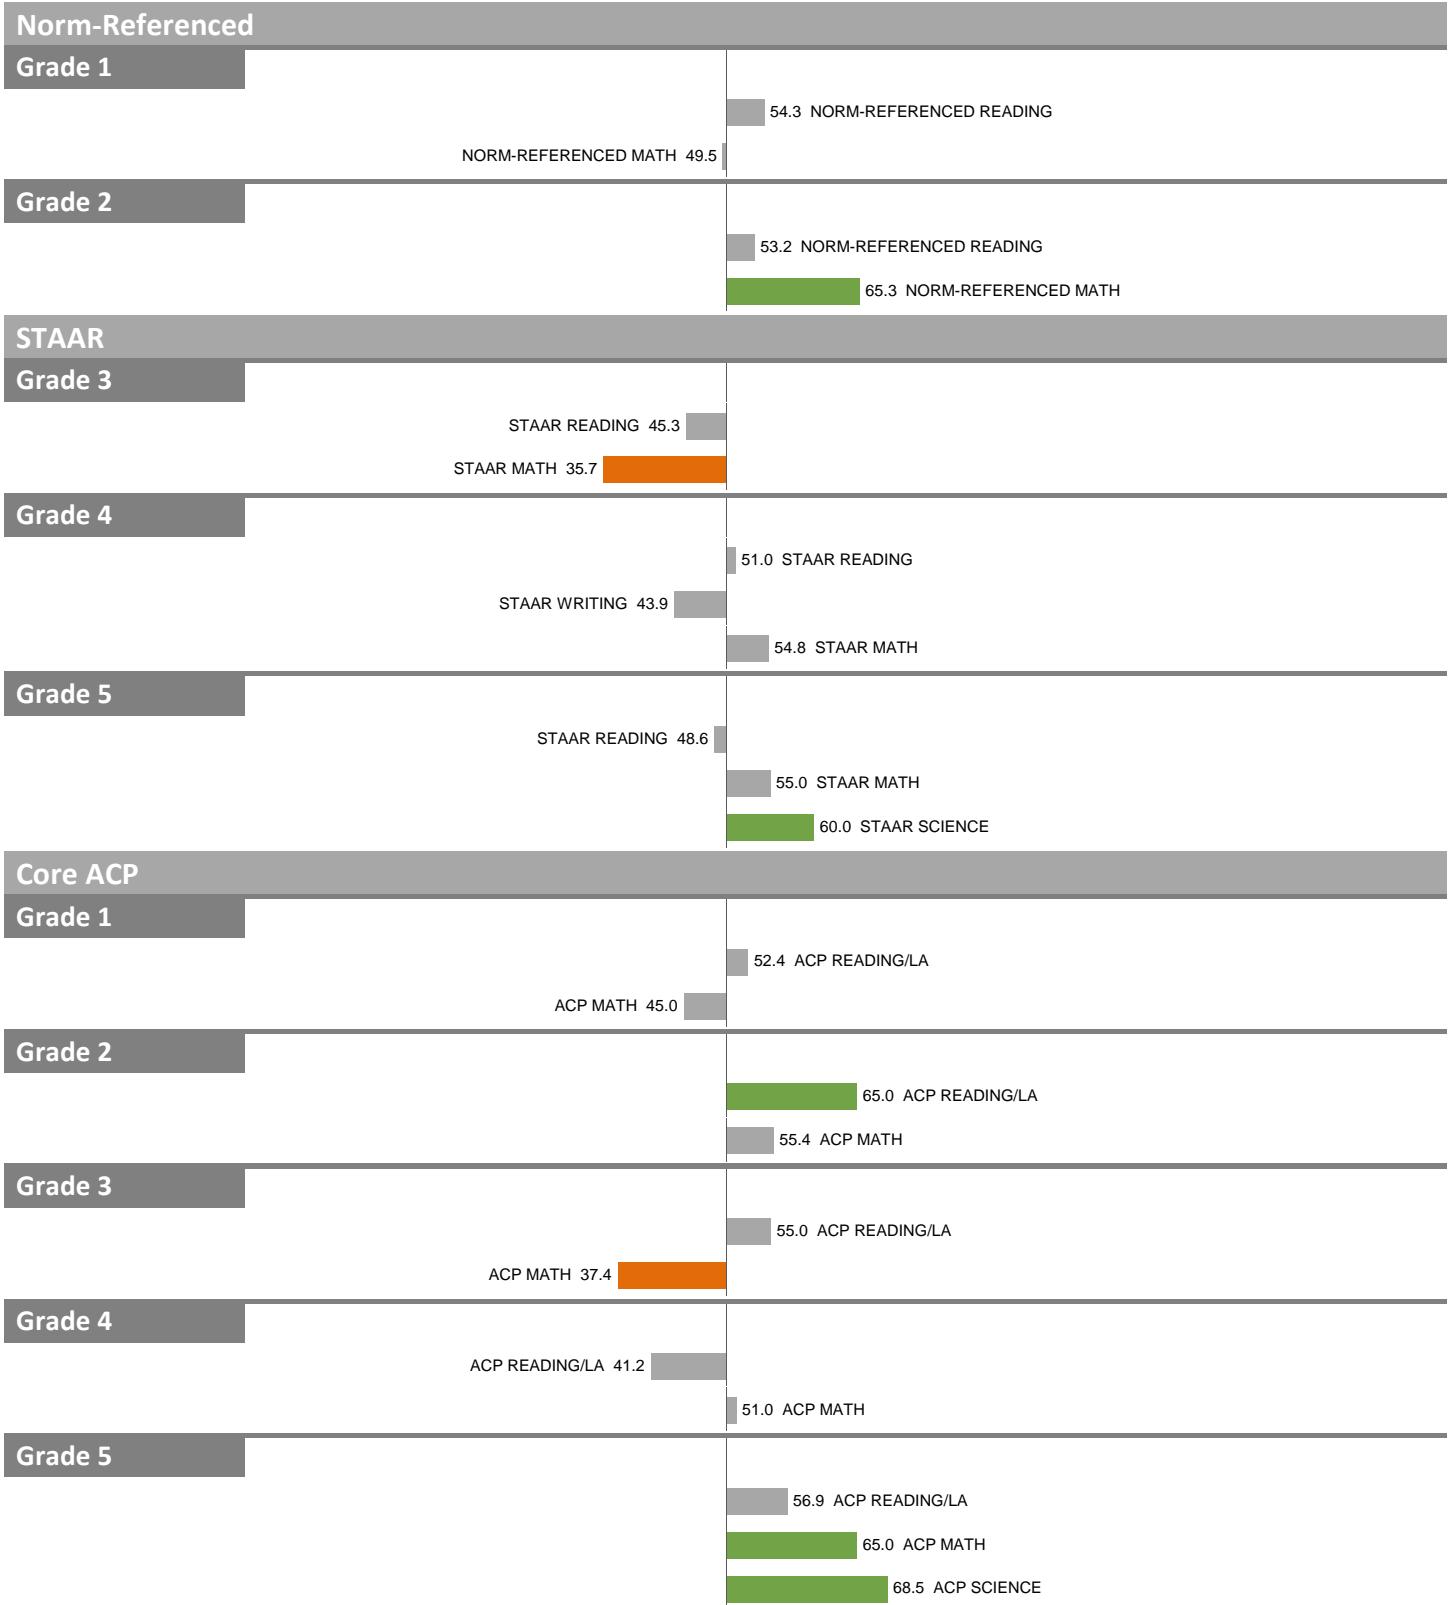 Norm-Referenced
Grade 1
54.3 NORM-REFERENCED READING
NORM-REFERENCED MATH 49.5
Grade 2
53.2 NORM-REFERENCED READING
65.3 NORM-REFERENCED MATH
STAAR
Grade 3
STAAR READING 45.3
STAAR MATH 35.7
Grade 4
51.0 STAAR READING
STAAR WRITING 43.9
54.8 STAAR MATH
Grade 5
STAAR READING 48.6
55.0 STAAR MATH
60.0 STAAR SCIENCE
Core ACP
Grade 1
52.4 ACP READING/LA
ACP MATH 45.0
Grade 2
65.0 ACP READING/LA
55.4 ACP MATH
Grade 3
55.0 ACP READING/LA
ACP MATH 37.4
Grade 4
ACP READING/LA 41.2
51.0 ACP MATH
Grade 5
56.9 ACP READING/LA
65.0 ACP MATH
68.5 ACP SCIENCE